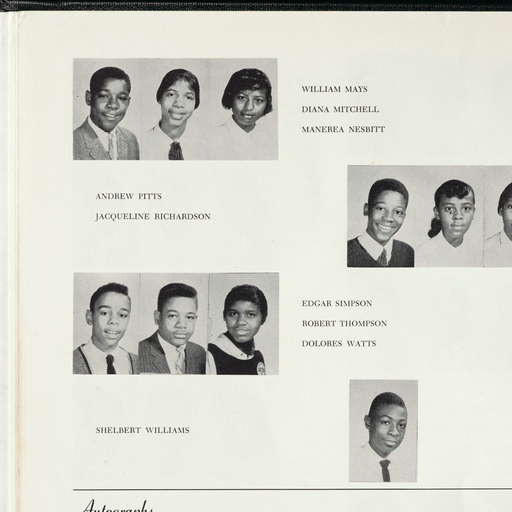 WILLIAM MAYS
DIANA MITCHELL
MANEREA NESBITT
ANDREW PITTS
JACQUELINE RICHARDSON
EDGAR SIMPSON
ROBERT THOMPSON
DOLORES WATTS
SHELBERT WILLIAMS
Autographs